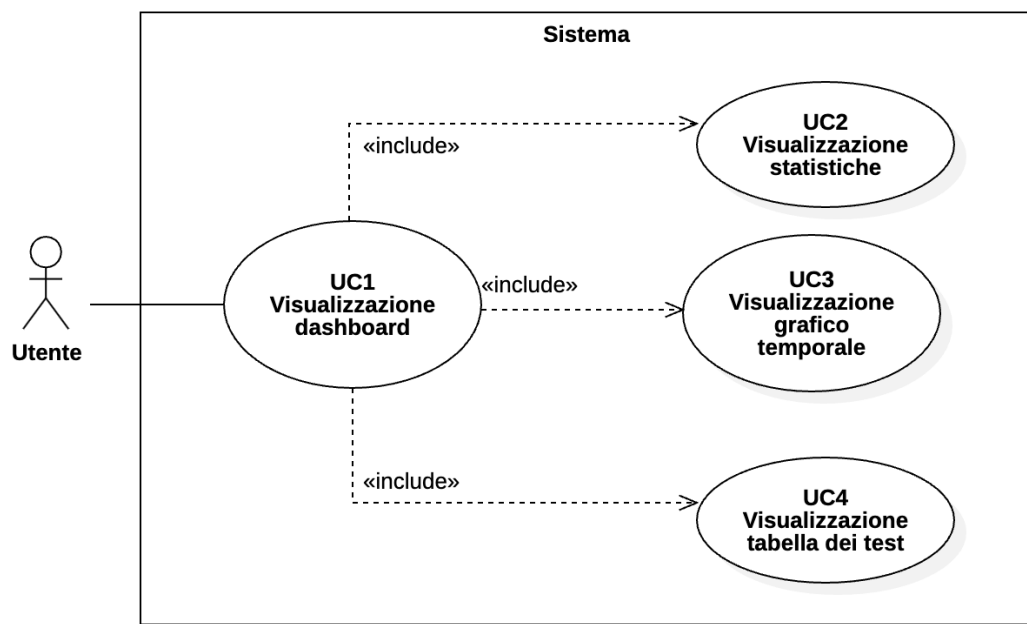 Sistema
UC2
Visualizzazione
statistiche
«include»
UC1
Visualizzazione
dashboard
«include»
UC3
Visualizzazione
grafico
temporale
Utente
«include»
UC4
Visualizzazione
tabella dei test